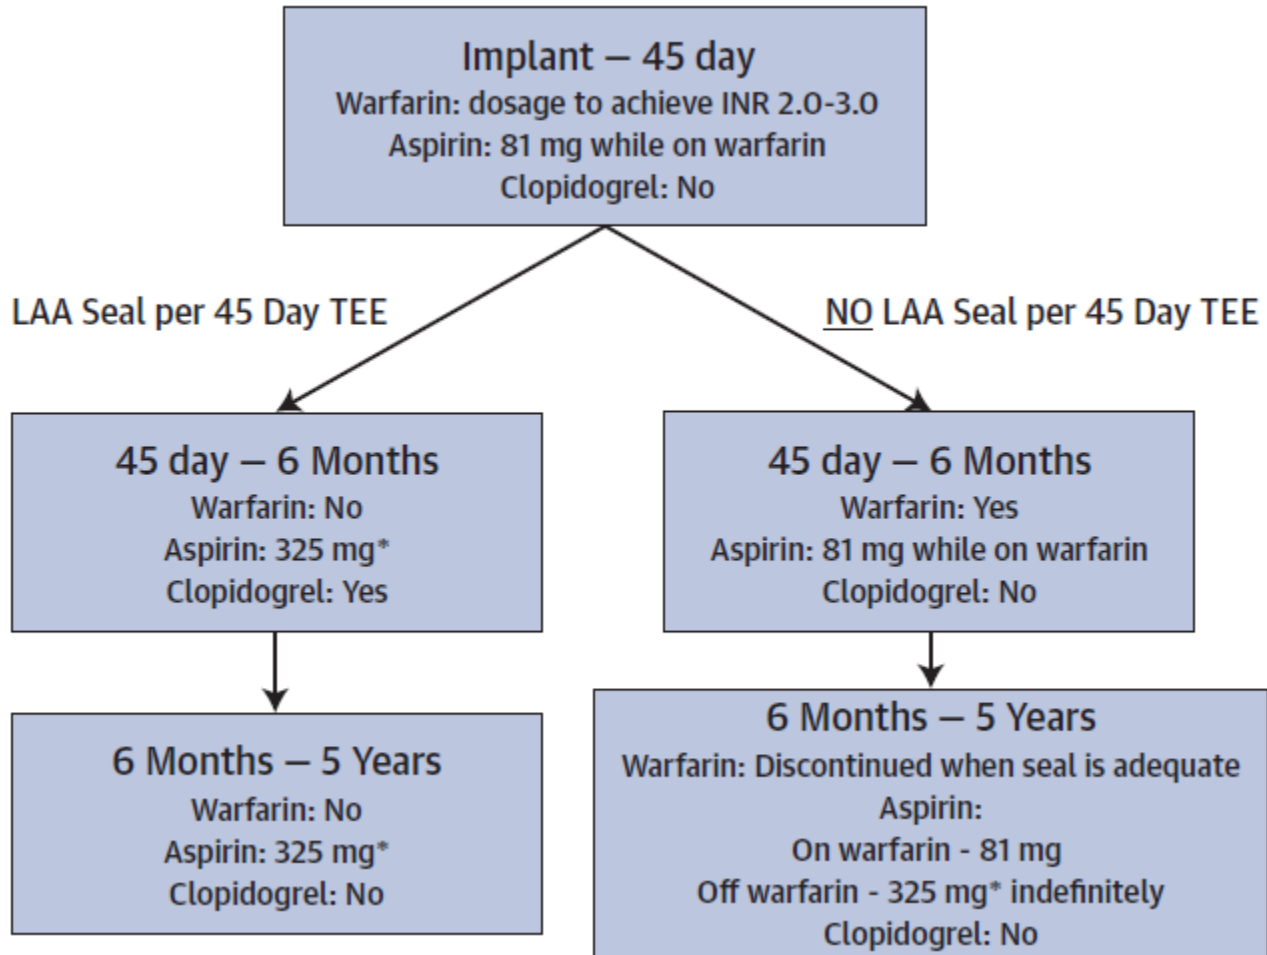 Implant – 45 day
Warfarin: dosage to achieve INR 2.0-3.0
Aspirin: 81 mg while on warfarin
Clopidogrel: No
LAA Seal per 45 Day TEE
NO LAA Seal per 45 Day TEE
45 day – 6 Months
Warfarin: No
Aspirin: 325 mg*
Clopidogrel: Yes
45 day – 6 Months
Warfarin: Yes
Aspirin: 81 mg while on warfarin
Clopidogrel: No
6 Months – 5 Years
Warfarin: No
Aspirin: 325 mg*
Clopidogrel: No
6 Months – 5 Years
Warfarin: Discontinued when seal is adequate
Aspirin:
On warfarin - 81 mg
Off warfarin - 325 mg* indefinitely
Clopidogrel: No